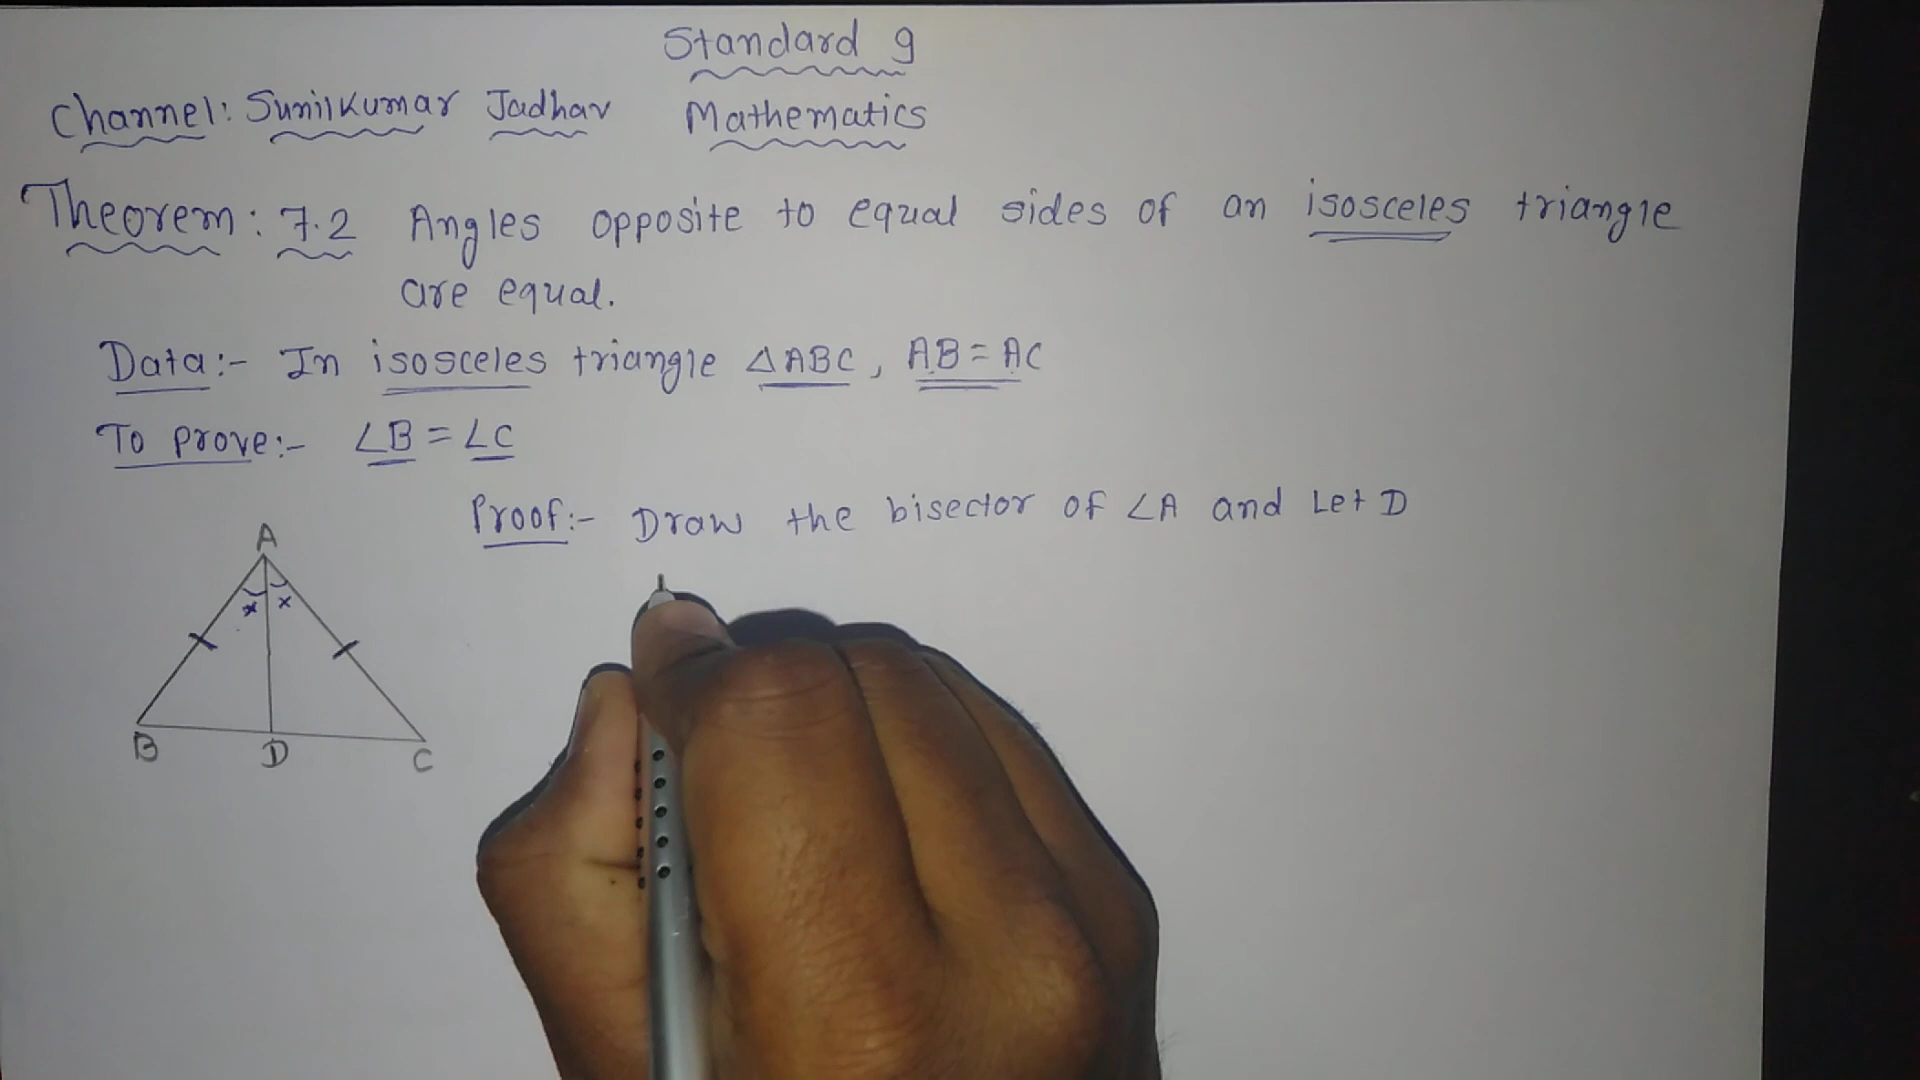 Standard 9
Channel: Sunilkumar Jadhav Mathematics
Theorem: 7.2 Angles opposite to equal sides of an isosceles triangle
are equal.
Data:- In isosceles triangle △ABC, AB = AC
To prove:- ∠B = ∠C
Proof:- Draw the bisector of ∠A and Let D
A
x x
B D C